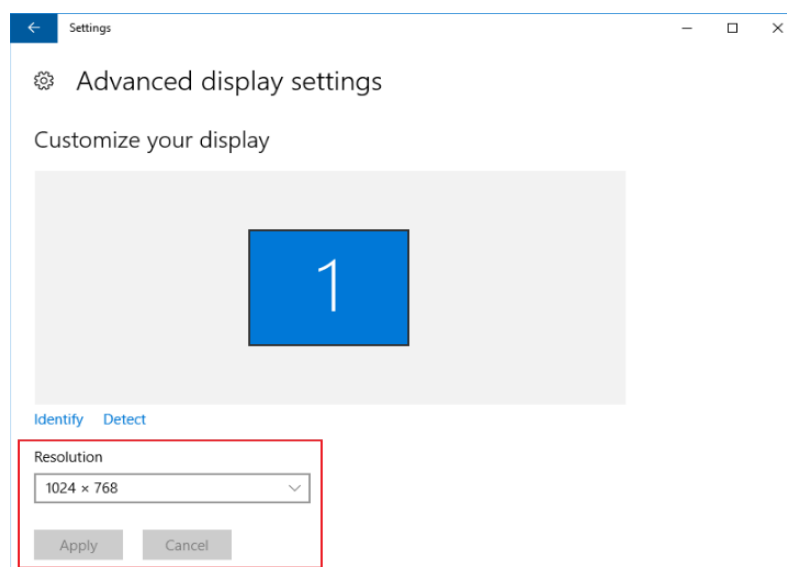 Settings
Advanced display settings
Customize your display
1
Identify Detect
Resolution
1024 × 768
Apply Cancel